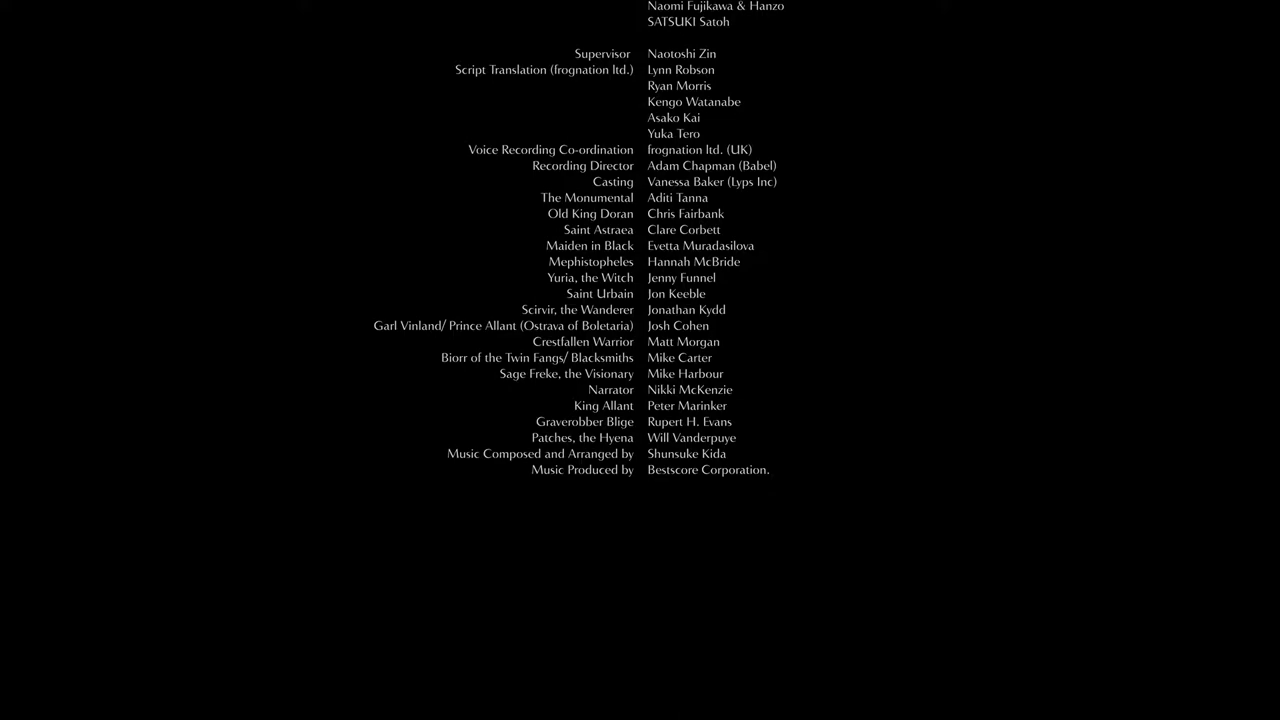 Naomi Fujikawa & Hanzo
SATSUKI Satoh
Supervisor Naotoshi Zin
Script Translation (frognation ltd.) Lynn Robson
Ryan Morris
Kengo Watanabe
Asako Kai
Yuka Tero
Voice Recording Co-ordination frognation ltd. (UK)
Recording Director Adam Chapman (Babel)
Casting Vanessa Baker (Lyps Inc)
The Monumental Aditi Tanna
Old King Doran Chris Fairbank
Saint Astraea Clare Corbett
Maiden in Black Evetta Muradasilova
Mephistopheles Hannah McBride
Yuria, the Witch Jenny Funnel
Saint Urbain Jon Keeble
Scirvir, the Wanderer Jonathan Kydd
Garl Vinland/ Prince Allant (Ostrava of Boletaria) Josh Cohen
Crestfallen Warrior Matt Morgan
Biorr of the Twin Fangs/ Blacksmiths Mike Carter
Sage Freke, the Visionary Mike Harbour
Narrator Nikki McKenzie
King Allant Peter Marinker
Graverobber Blige Rupert H. Evans
Patches, the Hyena Will Vanderpuye
Music Composed and Arranged by Shunsuke Kida
Music Produced by Bestscore Corporation.